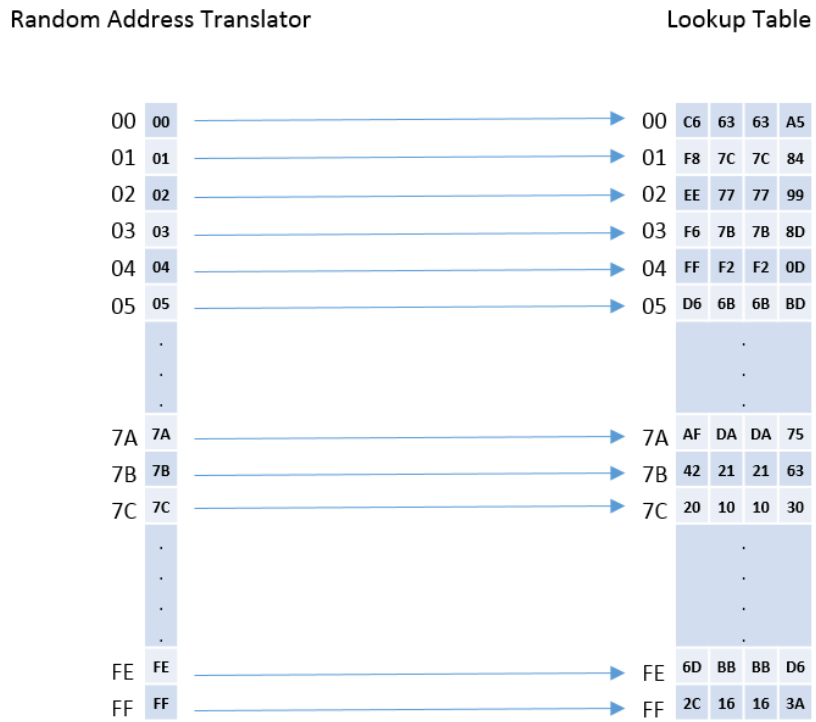 Random Address Translator Lookup Table
00 00 00 C6 63 63 A5
01 01 01 F8 7C 7C 84
02 02 02 EE 77 77 99
03 03 03 F6 7B 7B 8D
04 04 04 FF F2 F2 0D
05 05 05 D6 6B 6B BD
. .
. .
. .
7A 7A 7A AF DA DA 75
7B 7B 7B 42 21 21 63
7C 7C 7C 20 10 10 30
. .
. .
. .
. .
FE FE FE 6D BB BB D6
FF FF FF 2C 16 16 3A